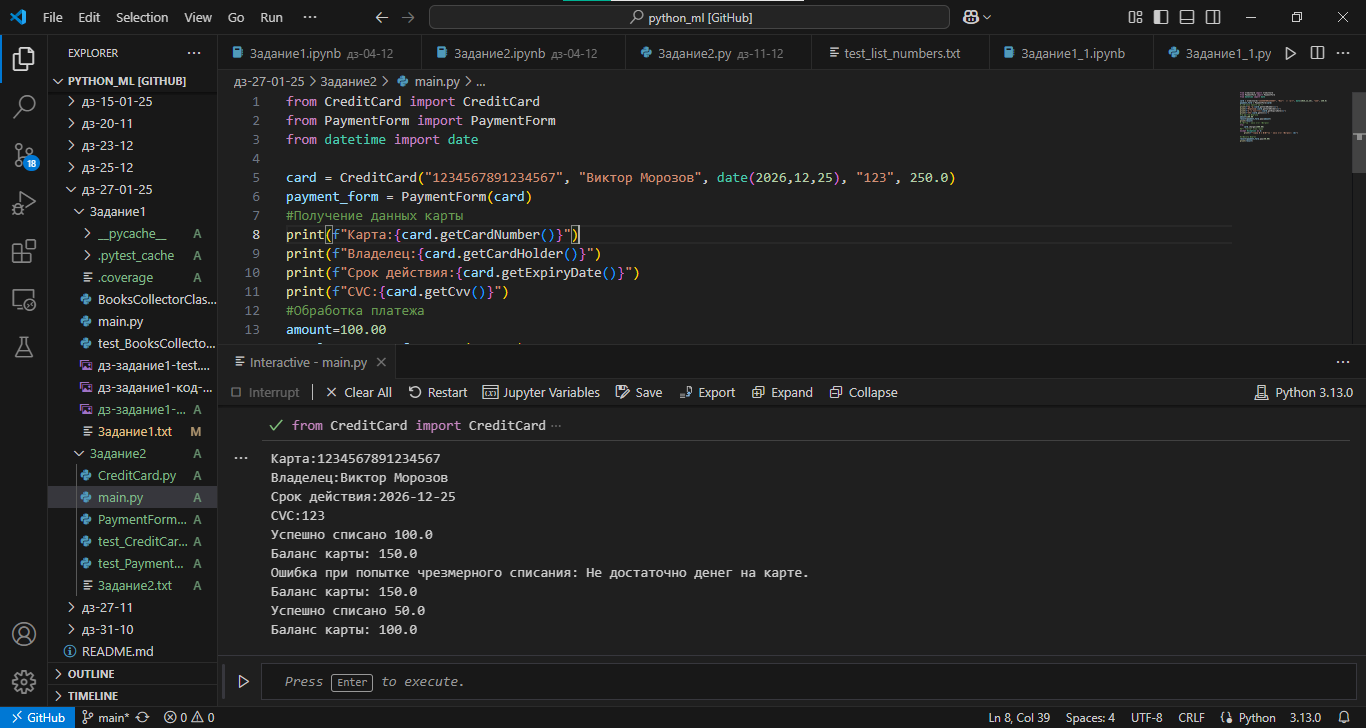 File Edit Selection View Go Run ··· python_ml [GitHub]
EXPLORER ···
PYTHON_ML [GITHUB]
дз-15-01-25
дз-20-11
дз-23-12
дз-25-12
дз-27-01-25
Задание1
__pycache__ A
.pytest_cache A
.coverage A
BooksCollectorClas...
main.py
test_BooksCollecto...
дз-задание1-test....
дз-задание1-код-...
дз-задание1-... A
Задание1.txt M
Задание2 A
CreditCard.py A
main.py A
PaymentForm... A
test_CreditCar... A
test_Payment... A
Задание2.txt A
дз-27-11
дз-31-10
README.md
OUTLINE
TIMELINE
18
Задание1.ipynb дз-04-12 Задание2.ipynb дз-04-12 Задание2.py дз-11-12 test_list_numbers.txt Задание1_1.ipynb Задание1_1.py ···
дз-27-01-25 > Задание2 > main.py > ...
1 from CreditCard import CreditCard
2 from PaymentForm import PaymentForm
3 from datetime import date
4
5 card = CreditCard("1234567891234567", "Виктор Морозов", date(2026,12,25), "123", 250.0)
6 payment_form = PaymentForm(card)
7 #Получение данных карты
8 print(f"Карта:{card.getCardNumber()}")
9 print(f"Владелец:{card.getCardHolder()}")
10 print(f"Срок действия:{card.getExpiryDate()}")
11 print(f"CVC:{card.getCvv()}")
12 #Обработка платежа
13 amount=100.00
Interactive - main.py ···
Interrupt | Clear All Restart Jupyter Variables Save Export Expand Collapse Python 3.13.0
from CreditCard import CreditCard ···
··· Карта:1234567891234567
Владелец:Виктор Морозов
Срок действия:2026-12-25
CVC:123
Успешно списано 100.0
Баланс карты: 150.0
Ошибка при попытке чрезмерного списания: Не достаточно денег на карте.
Баланс карты: 150.0
Успешно списано 50.0
Баланс карты: 100.0
Press Enter to execute.
GitHub main* 0 0 Ln 8, Col 39 Spaces: 4 UTF-8 CRLF Python 3.13.0